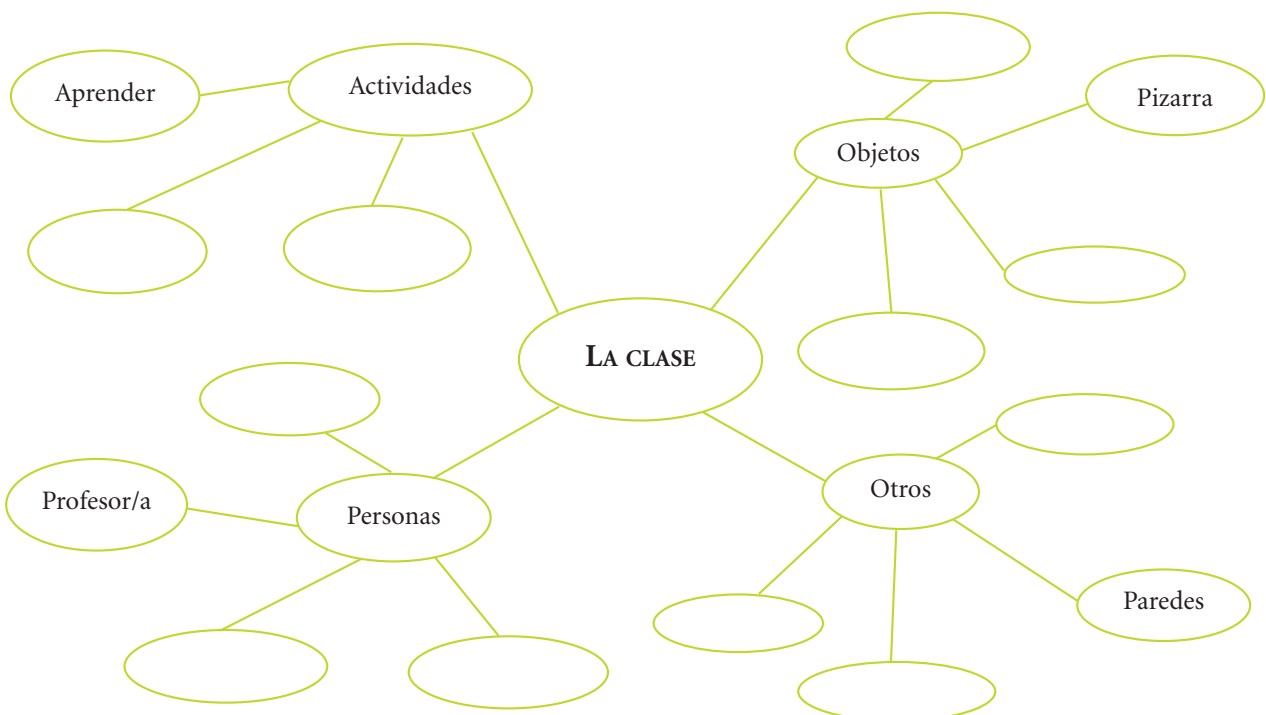 Aprender
Actividades
Pizarra
Objetos
LA CLASE
Profesor/a
Personas
Otros
Paredes